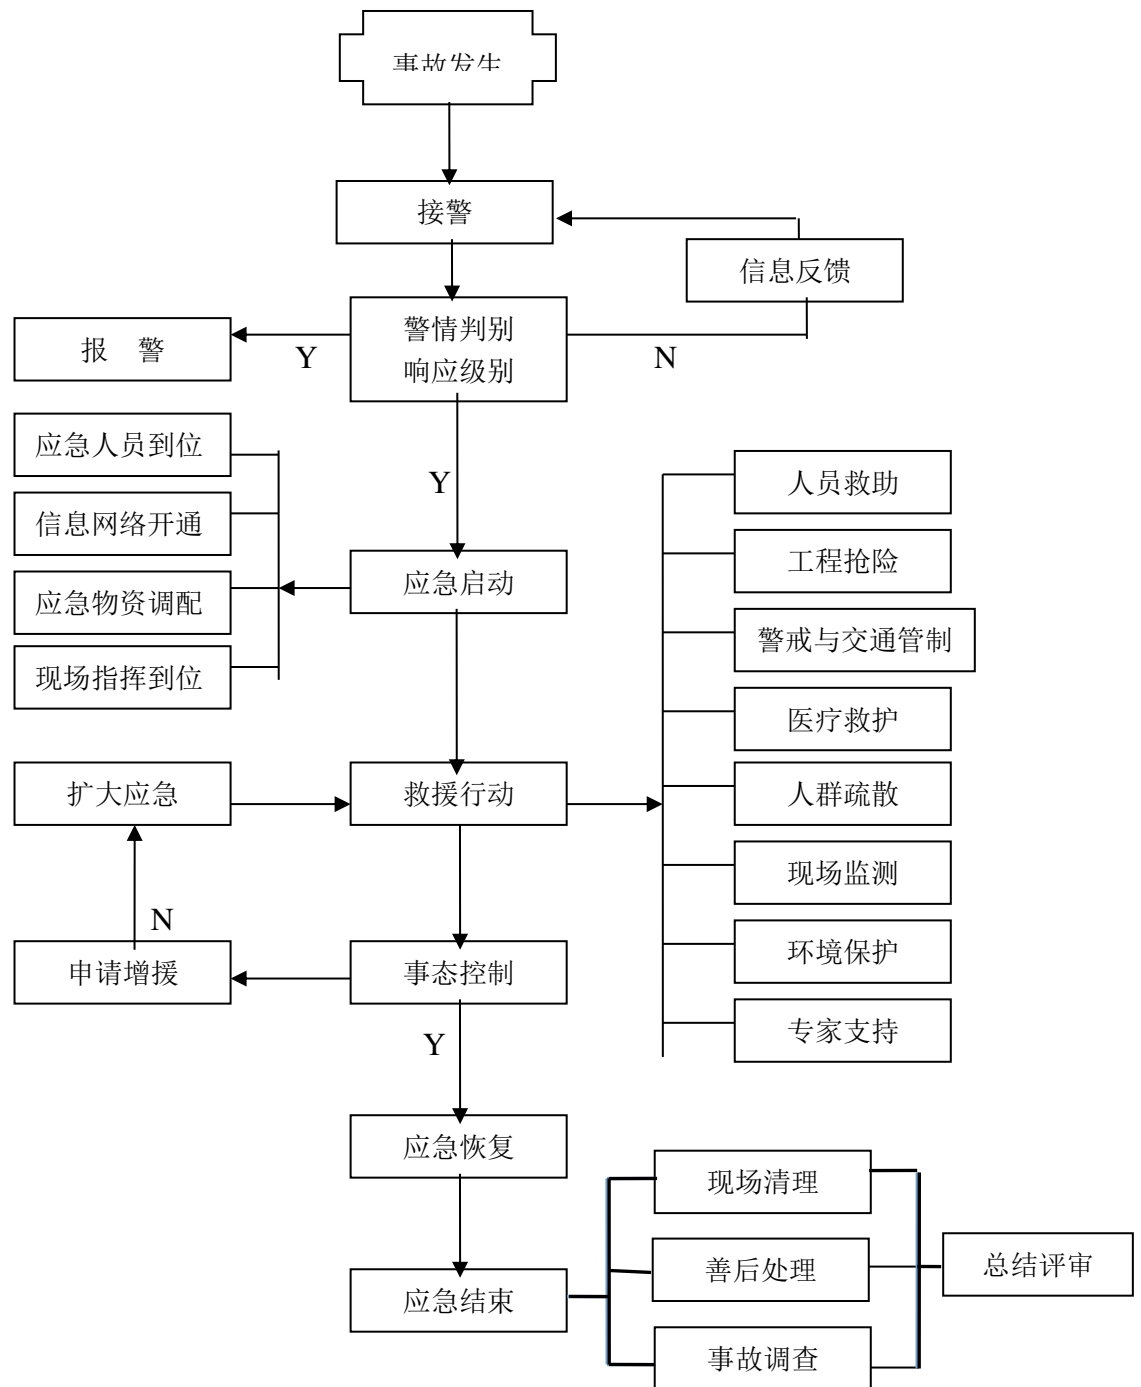 事故发生
接警
信息反馈
警情判别
响应级别
报 警
Y
N
应急人员到位
信息网络开通
应急物资调配
现场指挥到位
Y
应急启动
人员救助
工程抢险
警戒与交通管制
医疗救护
人群疏散
现场监测
环境保护
专家支持
扩大应急
救援行动
N
申请增援
事态控制
Y
应急恢复
应急结束
现场清理
善后处理
事故调查
总结评审